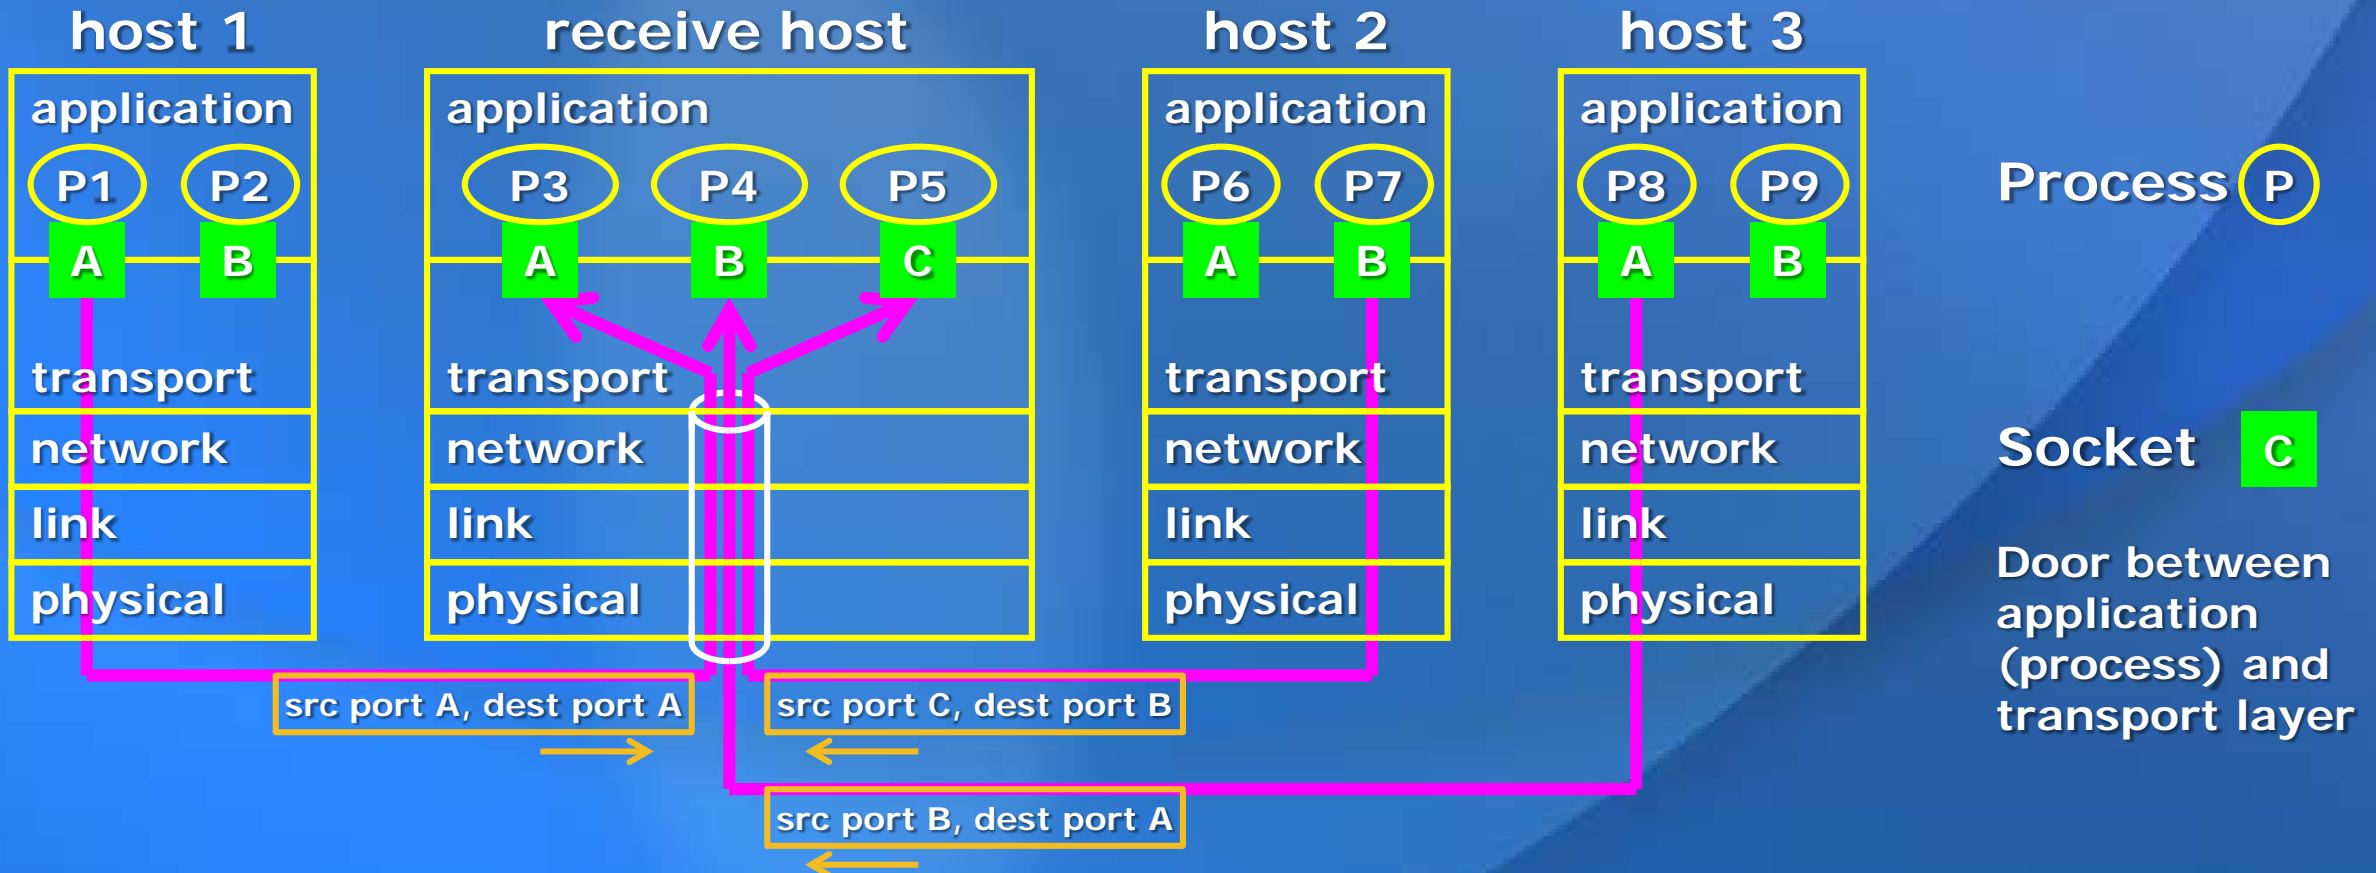 host 1
receive host
host 2
host 3
application
application
application
application
P1
P2
P3
P4
P5
P6
P7
P8
P9
Process P
A
B
A
B
C
A
B
A
B
transport
transport
transport
transport
network
network
network
network
Socket C
link
link
link
link
physical
physical
physical
physical
Door between
application
(process) and
transport layer
src port A, dest port A
src port C, dest port B
src port B, dest port A